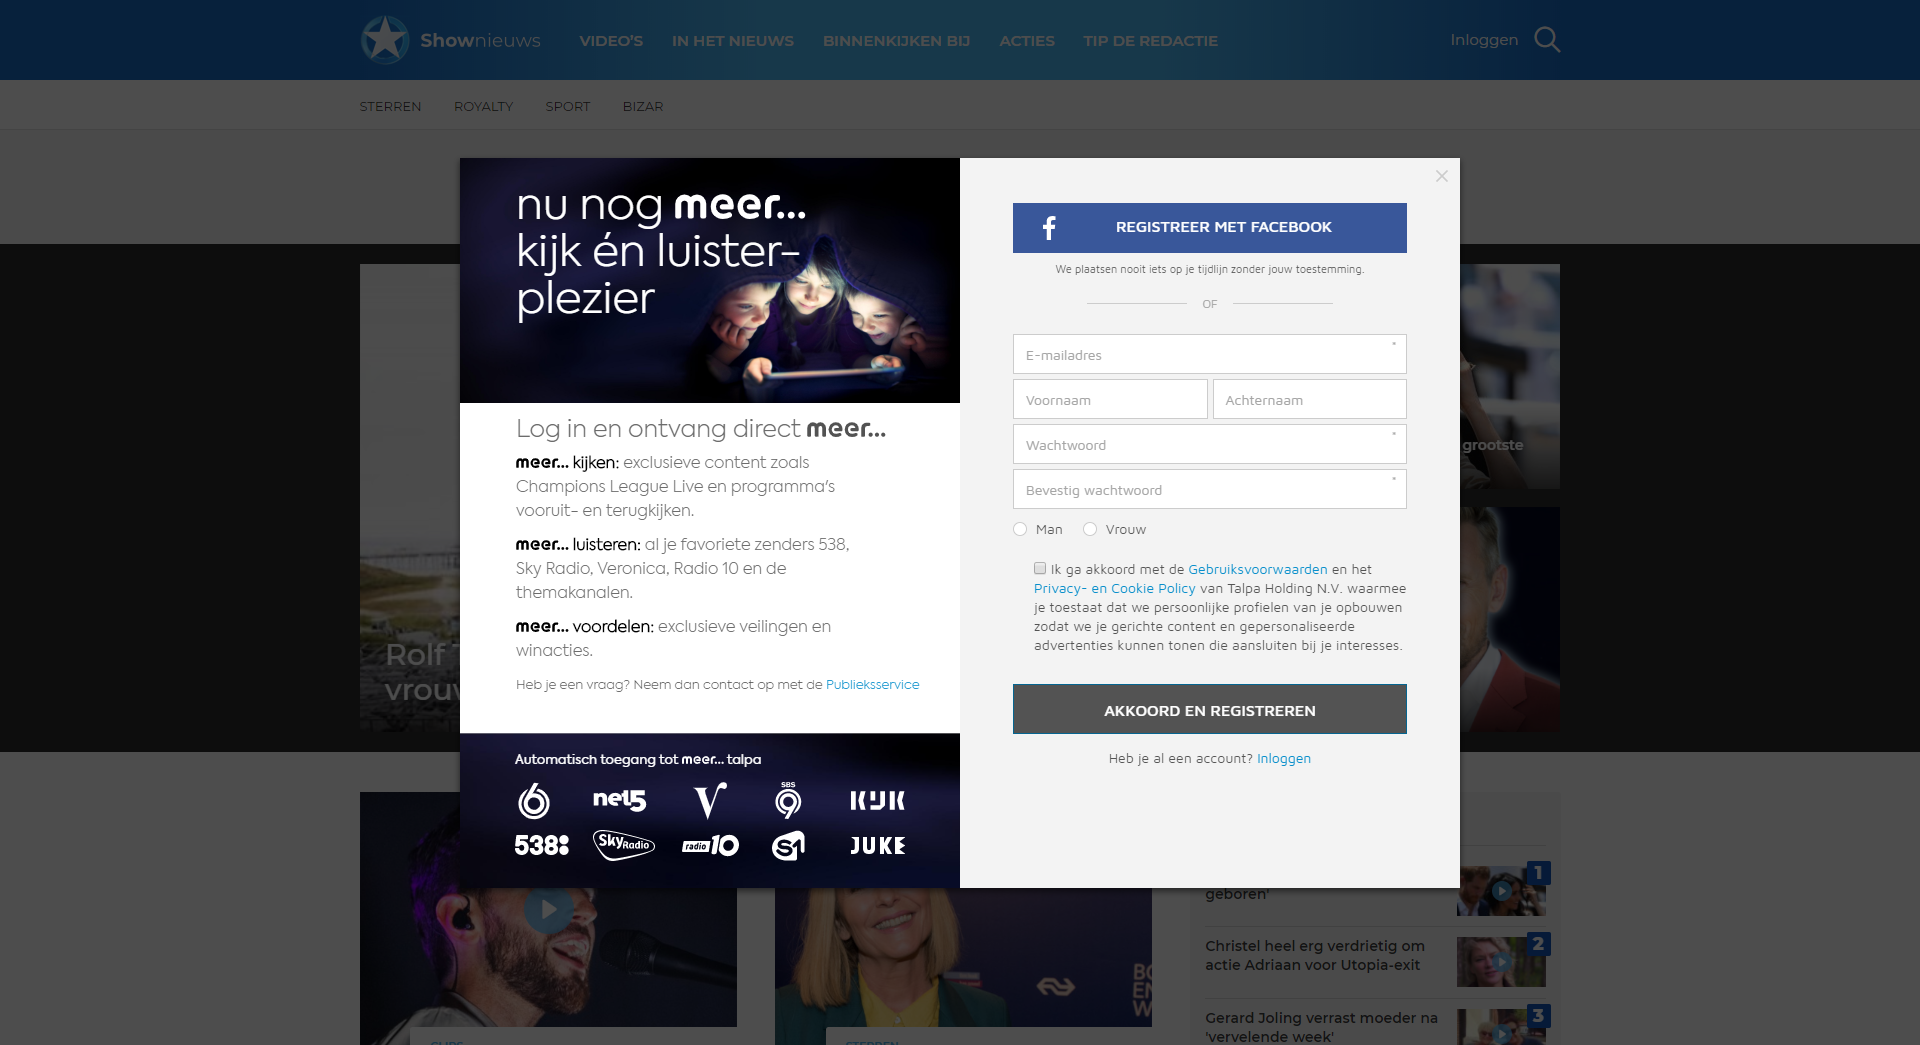 Shownieuws
VIDEO'S
IN HET NIEUWS
BINNENKIJKEN BIJ
ACTIES
TIP DE REDACTIE
Inloggen
STERREN
ROYALTY
SPORT
BIZAR
nu nog meer...
kijk én luister-
plezier
Log in en ontvang direct meer...
meer... kijken: exclusieve content zoals
Champions League Live en programma's
vooruit- en terugkijken.
meer... luisteren: al je favoriete zenders 538,
Sky Radio, Veronica, Radio 10 en de
themakanalen.
meer... voordelen: exclusieve veilingen en
winacties.
Heb je een vraag? Neem dan contact op met de Publieksservice
Automatisch toegang tot meer... talpa
6
net5
V
SBS
9
KIJK
538
Sky Radio
radio 10
S1
JUKE
REGISTREER MET FACEBOOK
We plaatsen nooit iets op je tijdlijn zonder jouw toestemming.
OF
E-mailadres *
Voornaam
Achternaam
Wachtwoord *
Bevestig wachtwoord *
Man
Vrouw
Ik ga akkoord met de Gebruiksvoorwaarden en het
Privacy- en Cookie Policy van Talpa Holding N.V. waarmee
je toestaat dat we persoonlijke profielen van je opbouwen
zodat we je gerichte content en gepersonaliseerde
advertenties kunnen tonen die aansluiten bij je interesses.
AKKOORD EN REGISTREREN
Heb je al een account? Inloggen
Rolf
vrouw
grootste
geboren'
1
Christel heel erg verdrietig om
actie Adriaan voor Utopia-exit
2
Gerard Joling verrast moeder na
'vervelende week'
3
STERREN